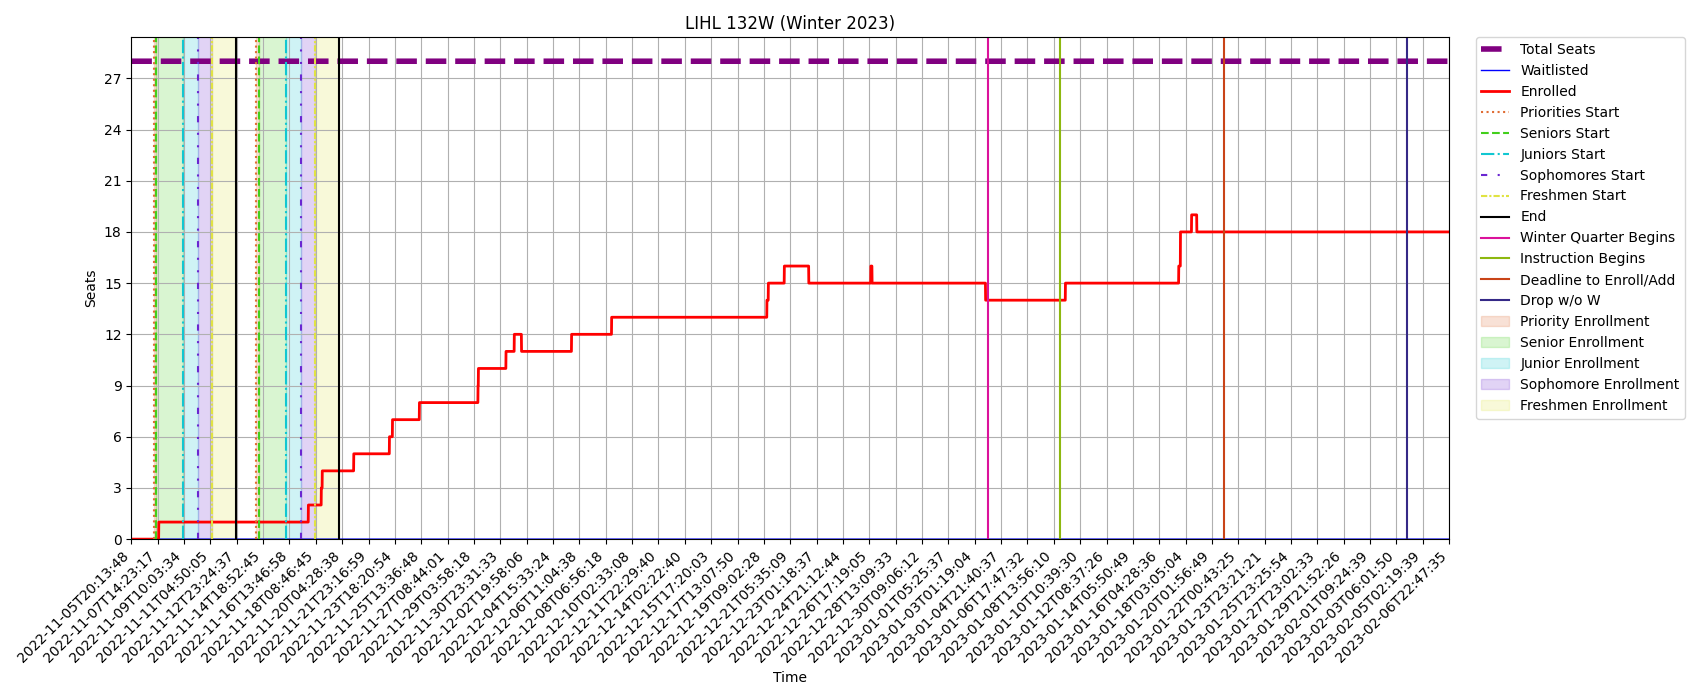 LIHL 132W (Winter 2023)
Seats
27
24
21
18
15
12
9
6
3
0
2022-11-05T20:13:48
2022-11-07T14:23:17
2022-11-09T10:03:34
2022-11-11T04:50:05
2022-11-12T23:24:37
2022-11-14T18:52:45
2022-11-16T13:46:58
2022-11-18T08:46:45
2022-11-20T04:28:38
2022-11-21T23:16:59
2022-11-23T18:20:54
2022-11-25T13:36:48
2022-11-27T08:44:01
2022-11-29T03:58:18
2022-11-30T23:31:33
2022-12-02T19:58:06
2022-12-04T15:33:24
2022-12-06T11:04:38
2022-12-08T06:56:18
2022-12-10T02:33:08
2022-12-11T22:29:40
2022-12-14T02:22:40
2022-12-15T17:20:03
2022-12-17T13:07:50
2022-12-19T09:02:28
2022-12-21T05:35:09
2022-12-23T01:18:37
2022-12-24T21:12:44
2022-12-26T17:19:05
2022-12-28T13:09:33
2022-12-30T09:06:12
2023-01-01T05:25:37
2023-01-03T01:19:04
2023-01-04T21:40:37
2023-01-06T17:47:32
2023-01-08T13:56:10
2023-01-10T10:39:30
2023-01-12T08:37:26
2023-01-14T05:50:49
2023-01-16T04:28:36
2023-01-18T03:05:04
2023-01-20T01:56:49
2023-01-22T00:43:25
2023-01-23T23:21:21
2023-01-25T23:25:54
2023-01-27T23:02:33
2023-01-29T21:52:26
2023-02-01T09:24:39
2023-02-03T06:01:50
2023-02-05T02:19:39
2023-02-06T22:47:35
Time
Total Seats
Waitlisted
Enrolled
Priorities Start
Seniors Start
Juniors Start
Sophomores Start
Freshmen Start
End
Winter Quarter Begins
Instruction Begins
Deadline to Enroll/Add
Drop w/o W
Priority Enrollment
Senior Enrollment
Junior Enrollment
Sophomore Enrollment
Freshmen Enrollment